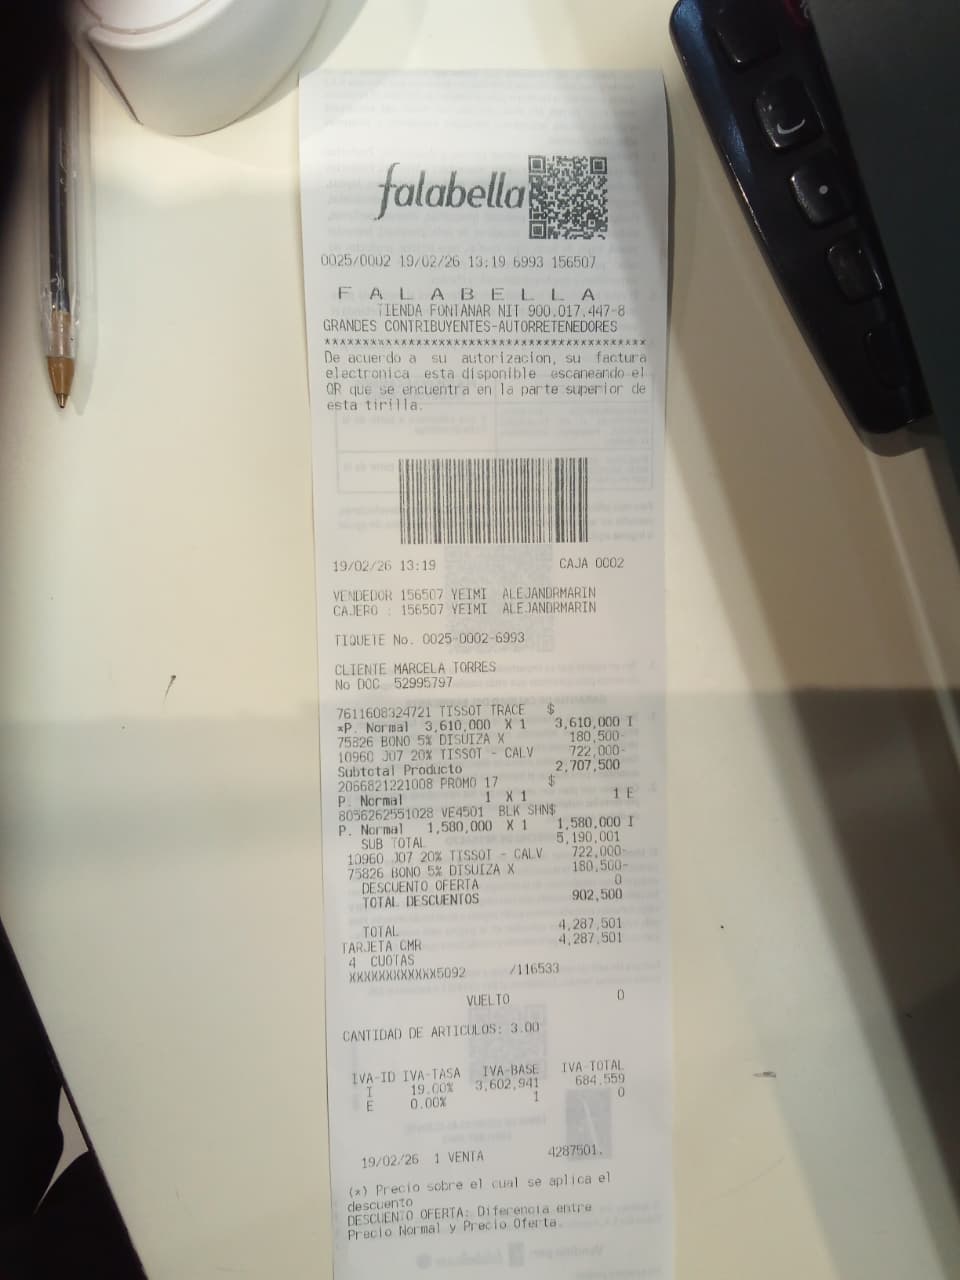 falabella
0025/0002 19/02/26 13:19 6993 156507
F A L A B E L L A
TIENDA FONTANAR NIT 900.017.447-8
GRANDES CONTRIBUYENTES-AUTORRETENEDORES
***********************************************
De acuerdo a su autorizacion, su factura
electronica esta disponible escaneando el
QR que se encuentra en la parte superior de
esta tirilla.
19/02/26 13:19 CAJA 0002
VENDEDOR 156507 YEIMI ALEJANDRMARIN
CAJERO : 156507 YEIMI ALEJANDRMARIN
TIQUETE No. 0025-0002-6993
CLIENTE MARCELA TORRES
No DOC 52995797
7611608324721 TISSOT TRACE $
*P. Normal 3,610,000 X 1 3,610,000 I
75826 BONO 5% DISUIZA X 180,500-
10960 J07 20% TISSOT - CALV 722,000-
Subtotal Producto 2,707,500
2066821221008 PROMO 17 $
P. Normal 1 X 1 1 E
8056262551028 VE4501 BLK SHN$
P. Normal 1,580,000 X 1 1,580,000 I
SUB TOTAL 5,190,001
10960 J07 20% TISSOT - CALV 722,000-
75826 BONO 5% DISUIZA X 180,500-
DESCUENTO OFERTA 0
TOTAL DESCUENTOS 902,500
TOTAL 4,287,501
TARJETA CMR 4,287,501
4 CUOTAS
XXXXXXXXXXXX5092 /116533
VUELTO 0
CANTIDAD DE ARTICULOS: 3.00
IVA-ID IVA-TASA IVA-BASE IVA-TOTAL
I 19.00% 3,602,941 684,559
E 0.00% 1 0
19/02/26 1 VENTA 4287501.
(*) Precio sobre el cual se aplica el
descuento
DESCUENTO OFERTA: Diferencia entre
Precio Normal y Precio Oferta.